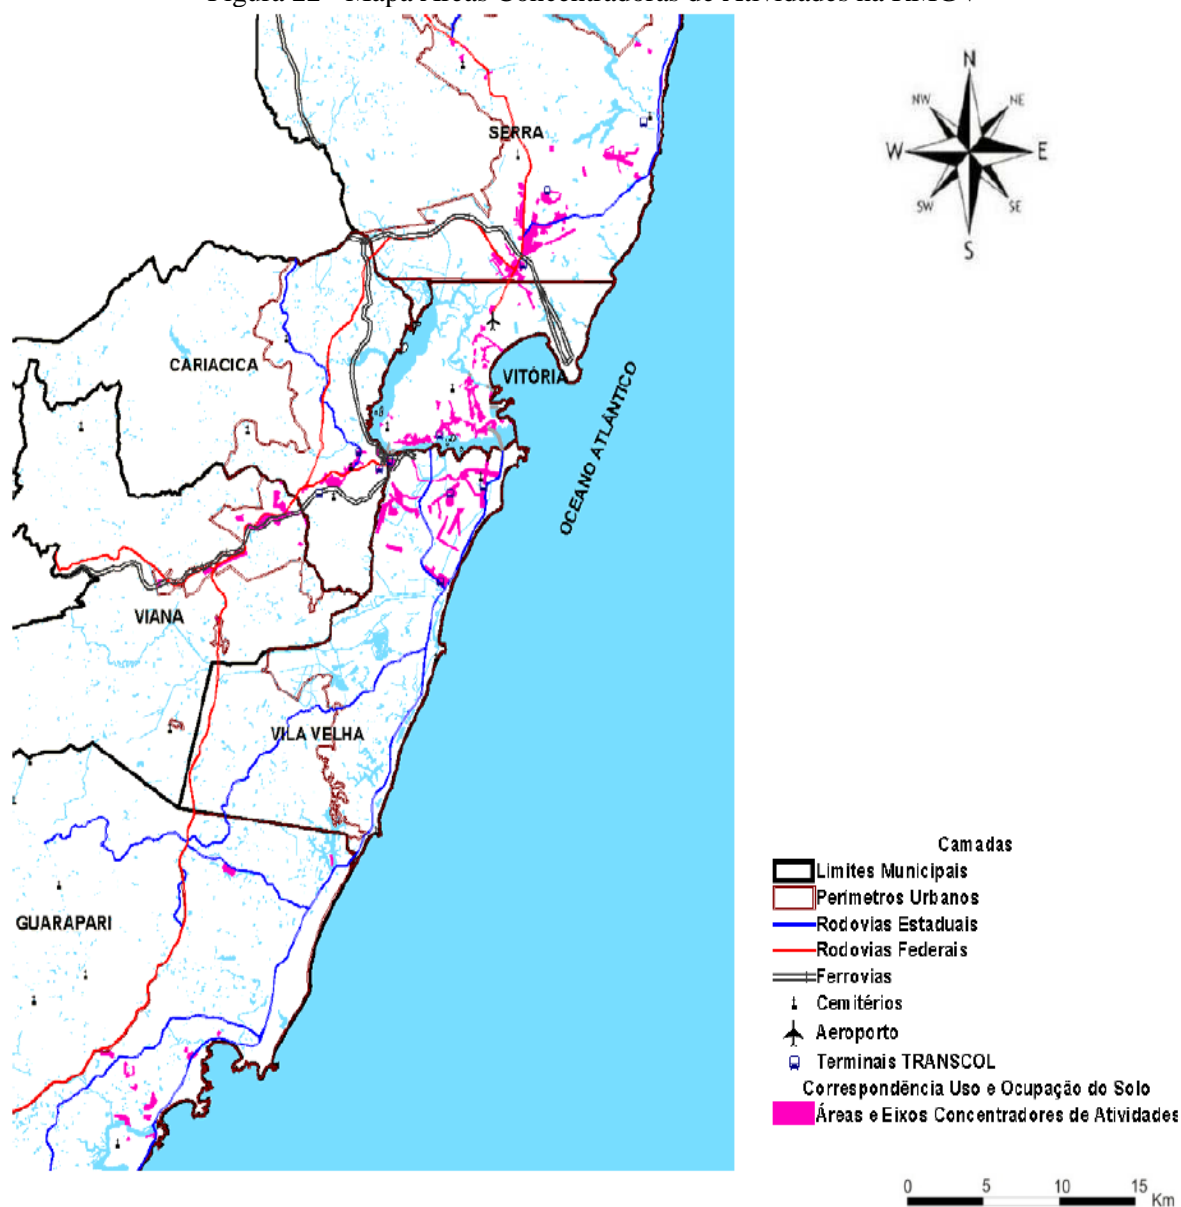 Figura 22 - Mapa Áreas Concentradoras de Atividades na RMGV
N
NW
NE
W
E
SW
SE
S
SERRA
CARIACICA
VITÓRIA
OCEANO ATLÂNTICO
VIANA
VILA VELHA
GUARAPARI
Camadas
Limites Municipais
Perímetros Urbanos
Rodovias Estaduais
Rodovias Federais
Ferrovias
Cemitérios
Aeroporto
Terminais TRANSCOL
Correspondência Uso e Ocupação do Solo
Áreas e Eixos Concentradores de Atividades
0 5 10 15
Km